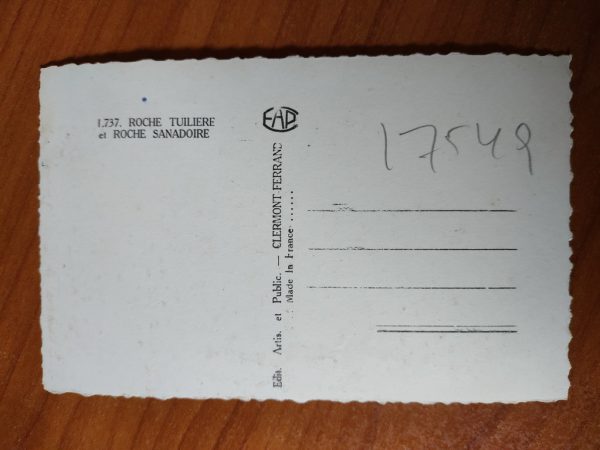 1.737. ROCHE TUILIERE
et ROCHE SANADOIRE
EAP
17549
Edit. Artis. et Public. — CLERMONT-FERRAND
Made in France ......